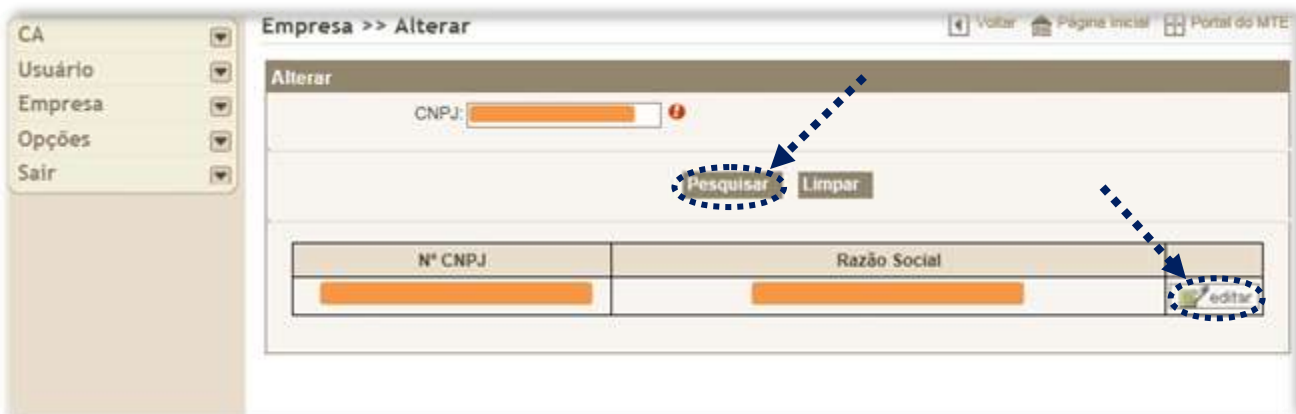 CA
Usuário
Empresa
Opções
Sair
Empresa >> Alterar
Voltar Página Inicial Portal do MTE
Alterar
CNPJ:
Pesquisar Limpar
Nº CNPJ Razão Social
editar